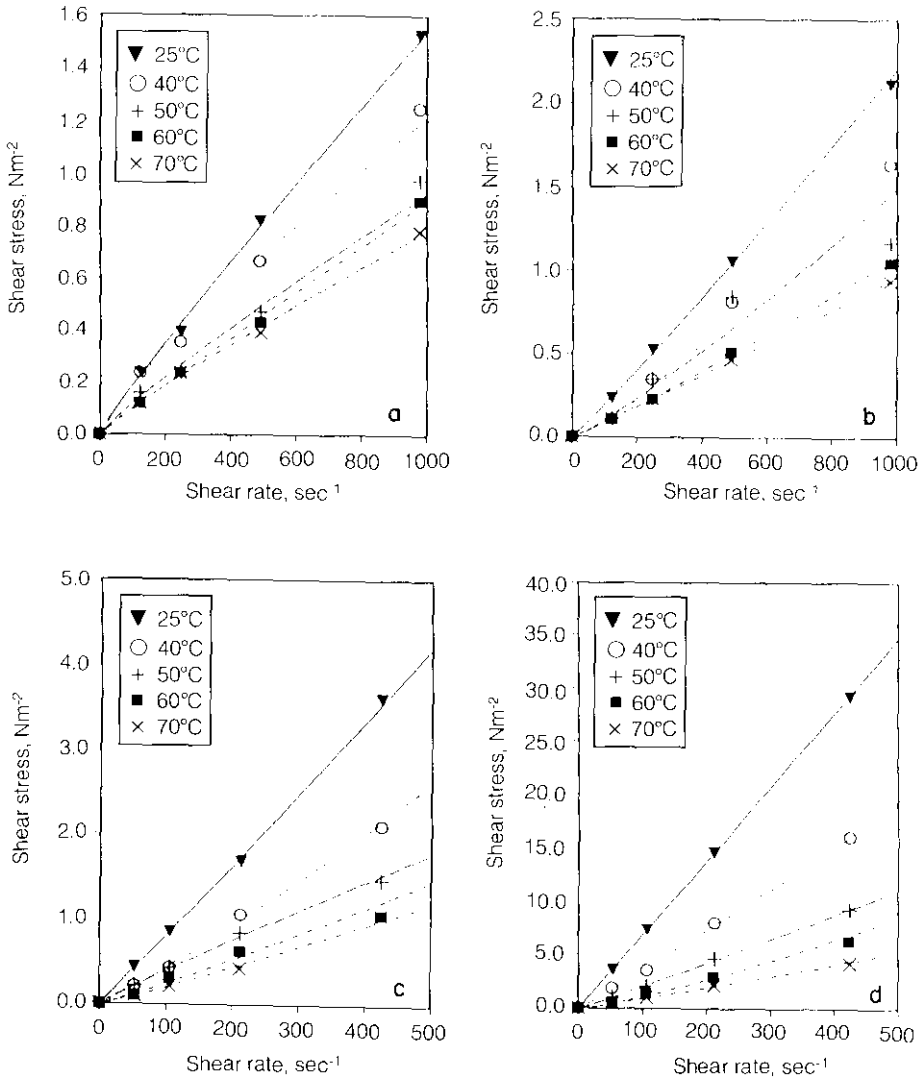 1.6
1.4
1.2
1.0
0.8
0.6
0.4
0.2
0.0
Shear stress, Nm-2
25°C
40°C
50°C
60°C
70°C
a
0 200 400 600 800 1000
Shear rate, sec-1
2.5
2.0
1.5
1.0
0.5
0.0
Shear stress, Nm-2
25°C
40°C
50°C
60°C
70°C
b
0 200 400 600 800 1000
Shear rate, sec-1
5.0
4.0
3.0
2.0
1.0
0.0
Shear stress, Nm-2
25°C
40°C
50°C
60°C
70°C
c
0 100 200 300 400 500
Shear rate, sec-1
40.0
35.0
30.0
25.0
20.0
15.0
10.0
5.0
0.0
Shear stress, Nm-2
25°C
40°C
50°C
60°C
70°C
d
0 100 200 300 400 500
Shear rate, sec-1